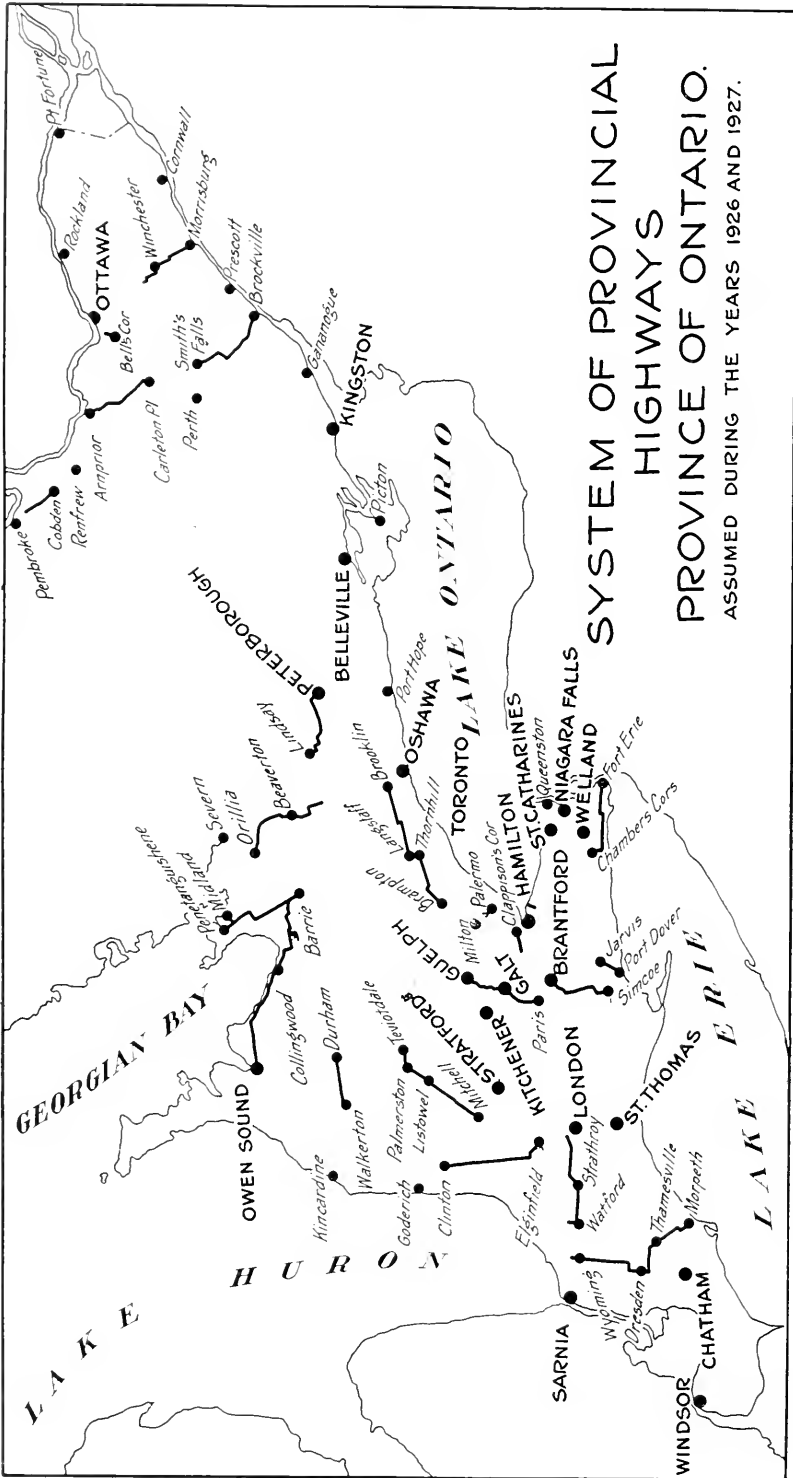 SYSTEM OF PROVINCIAL
HIGHWAYS
PROVINCE OF ONTARIO.
ASSUMED DURING THE YEARS 1926 AND 1927.
LAKE HURON
GEORGIAN BAY
LAKE ONTARIO
LAKE ERIE
Pt Fortune
Rockland
OTTAWA
Bell's Cor
Winchester
Cornwall
Morrisburg
Prescott
Brockville
Smith's
Falls
Perth
Carleton Pl
Arnprior
Renfrew
Cobden
Pembroke
Gananogue
KINGSTON
Picton
BELLEVILLE
PETERBOROUGH
Lindsay
Port Hope
OSHAWA
Brooklin
Beaverton
Orillia
Severn
Penetanguishene
Midland
Barrie
Collingwood
OWEN SOUND
Langstaff
Thornhill
Brampton
TORONTO
Palermo
Milton
Clappison's Cor
HAMILTON
ST.CATHARINES
Queenston
NIAGARA FALLS
WELLAND
Fort Erie
Chambers Cors
GUELPH
GALT
BRANTFORD
Paris
Jarvis
Port Dover
Simcoe
KITCHENER
STRATFORD
Mitchell
Listowel
Palmerston
Teviotdale
Durham
Walkerton
Kincardine
Goderich
Clinton
Elginfield
LONDON
ST.THOMAS
Strathroy
Watford
Wyoming
SARNIA
Dresden
Thamesville
Morpeth
CHATHAM
WINDSOR